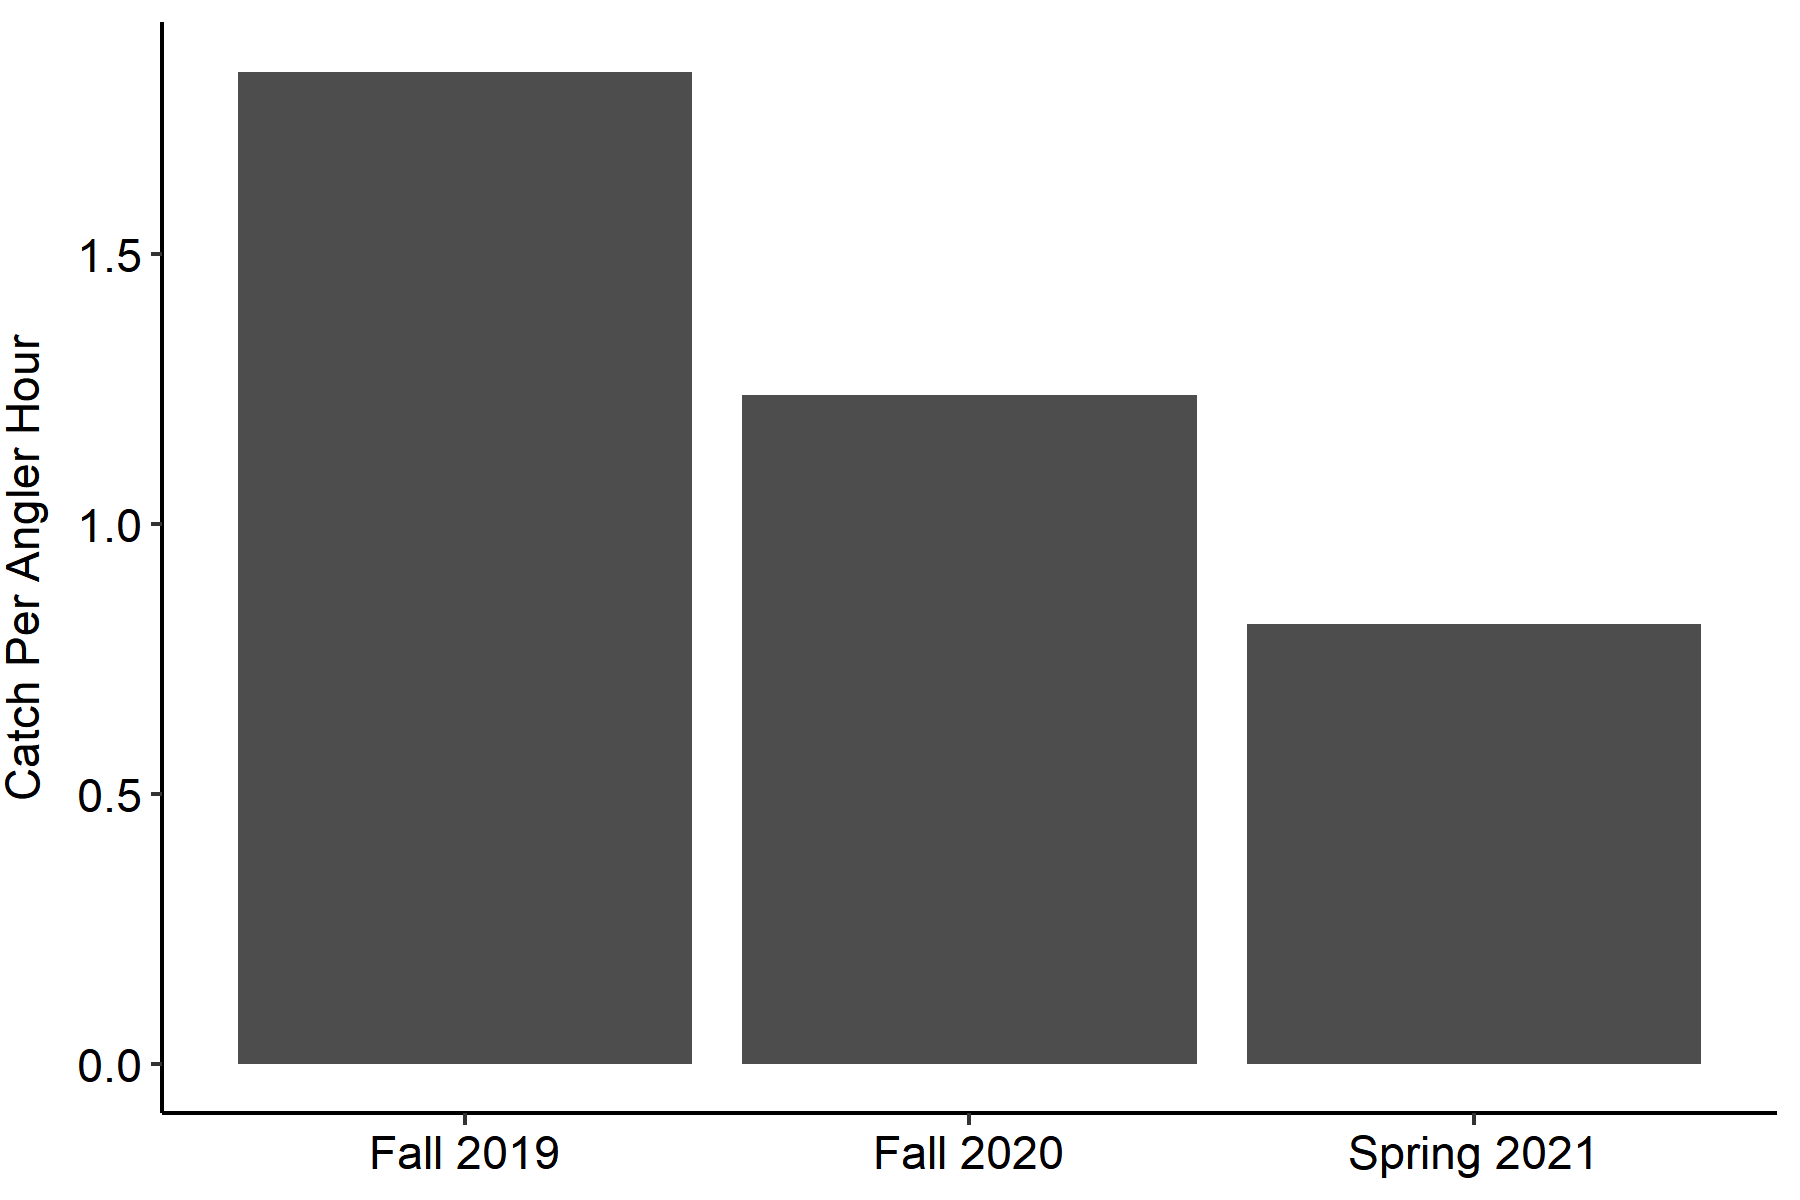 Catch Per Angler Hour
1.5
1.0
0.5
0.0
Fall 2019
Fall 2020
Spring 2021